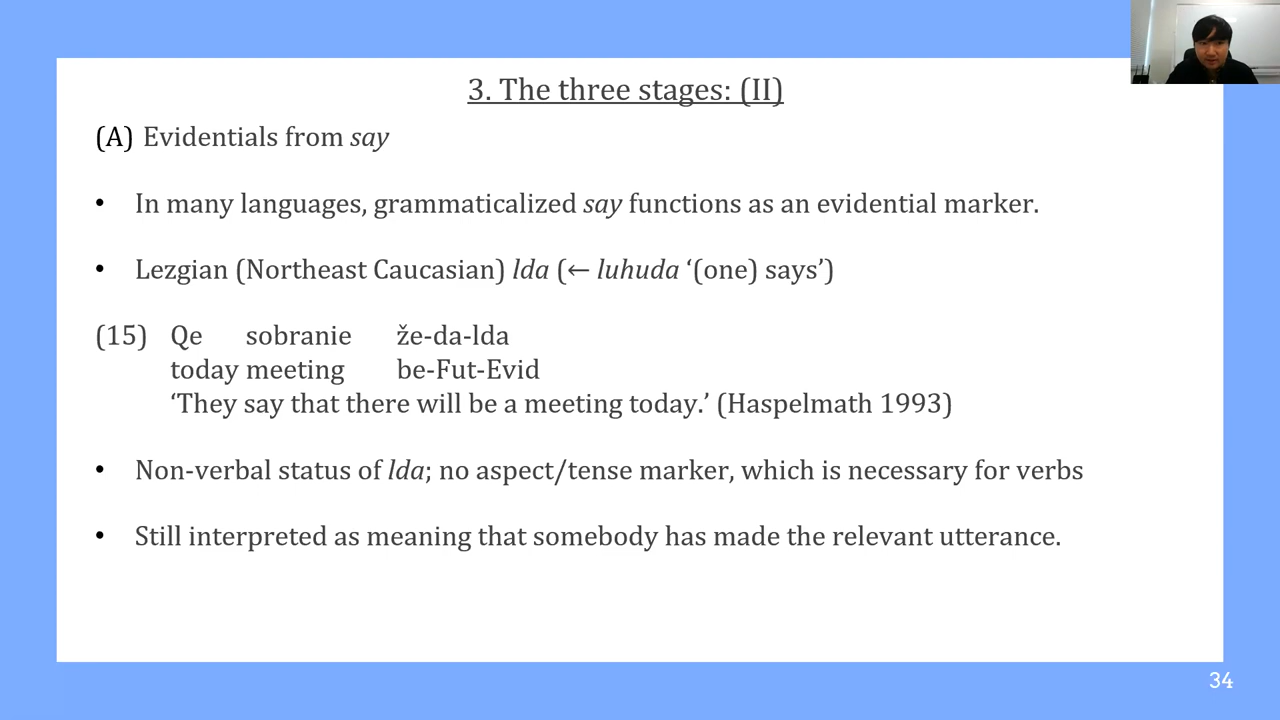 3. The three stages: (II)
(A) Evidentials from say
• In many languages, grammaticalized say functions as an evidential marker.
• Lezgian (Northeast Caucasian) lda (← luhuda ‘(one) says’)
(15) Qe sobranie že-da-lda
today meeting be-Fut-Evid
‘They say that there will be a meeting today.’ (Haspelmath 1993)
• Non-verbal status of lda; no aspect/tense marker, which is necessary for verbs
• Still interpreted as meaning that somebody has made the relevant utterance.
34